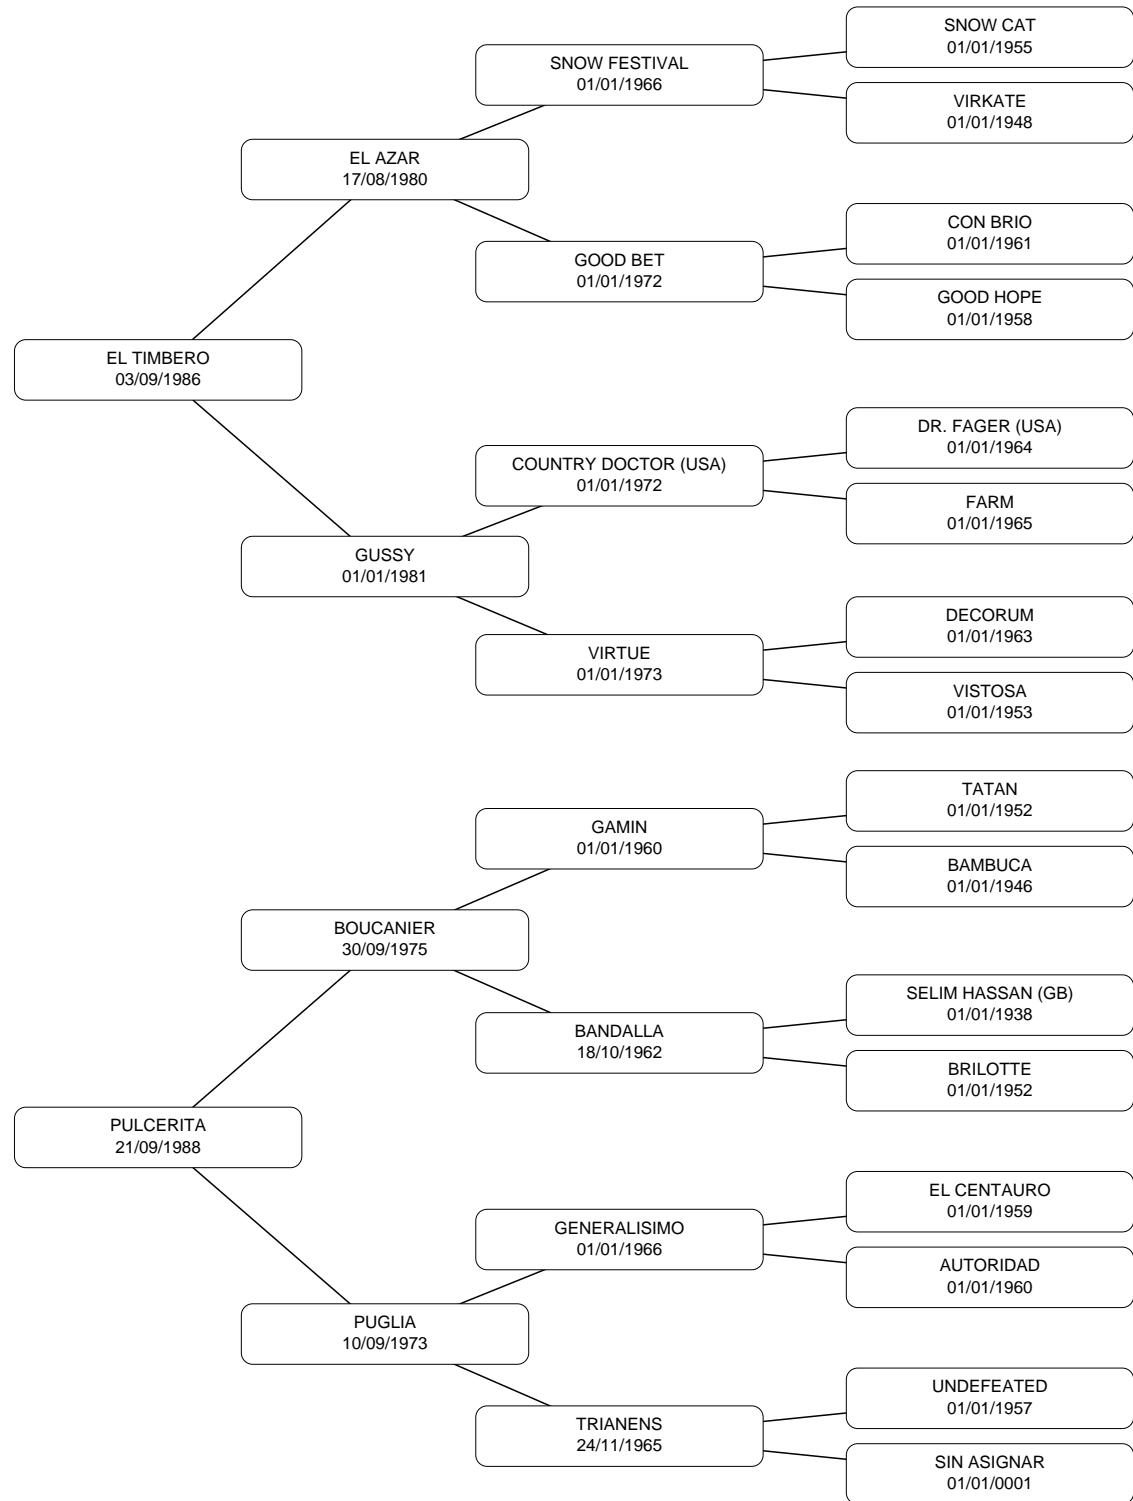 SNOW CAT
01/01/1955
SNOW FESTIVAL
01/01/1966
VIRKATE
01/01/1948
EL AZAR
17/08/1980
CON BRIO
01/01/1961
GOOD BET
01/01/1972
GOOD HOPE
01/01/1958
EL TIMBERO
03/09/1986
DR. FAGER (USA)
01/01/1964
COUNTRY DOCTOR (USA)
01/01/1972
FARM
01/01/1965
GUSSY
01/01/1981
DECORUM
01/01/1963
VIRTUE
01/01/1973
VISTOSA
01/01/1953
TATAN
01/01/1952
GAMIN
01/01/1960
BAMBUCA
01/01/1946
BOUCANIER
30/09/1975
SELIM HASSAN (GB)
01/01/1938
BANDALLA
18/10/1962
BRILOTTE
01/01/1952
PULCERITA
21/09/1988
EL CENTAURO
01/01/1959
GENERALISIMO
01/01/1966
AUTORIDAD
01/01/1960
PUGLIA
10/09/1973
UNDEFEATED
01/01/1957
TRIANENS
24/11/1965
SIN ASIGNAR
01/01/0001